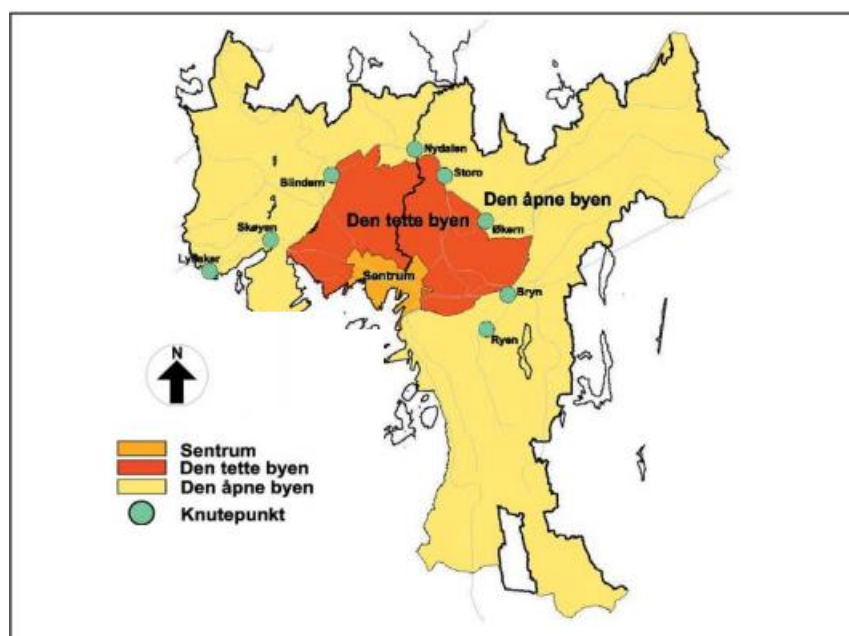 Nydalen
Blindern
Storo
Den åpne byen
Den tette byen
Økern
Skøyen
Lysaker
Sentrum
Bryn
Ryen
N
Sentrum
Den tette byen
Den åpne byen
Knutepunkt